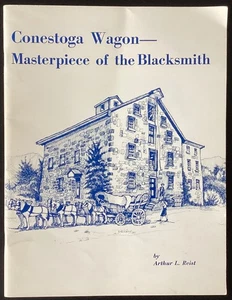 Conestoga Wagon—
Masterpiece of the Blacksmith
by
Arthur L. Reist